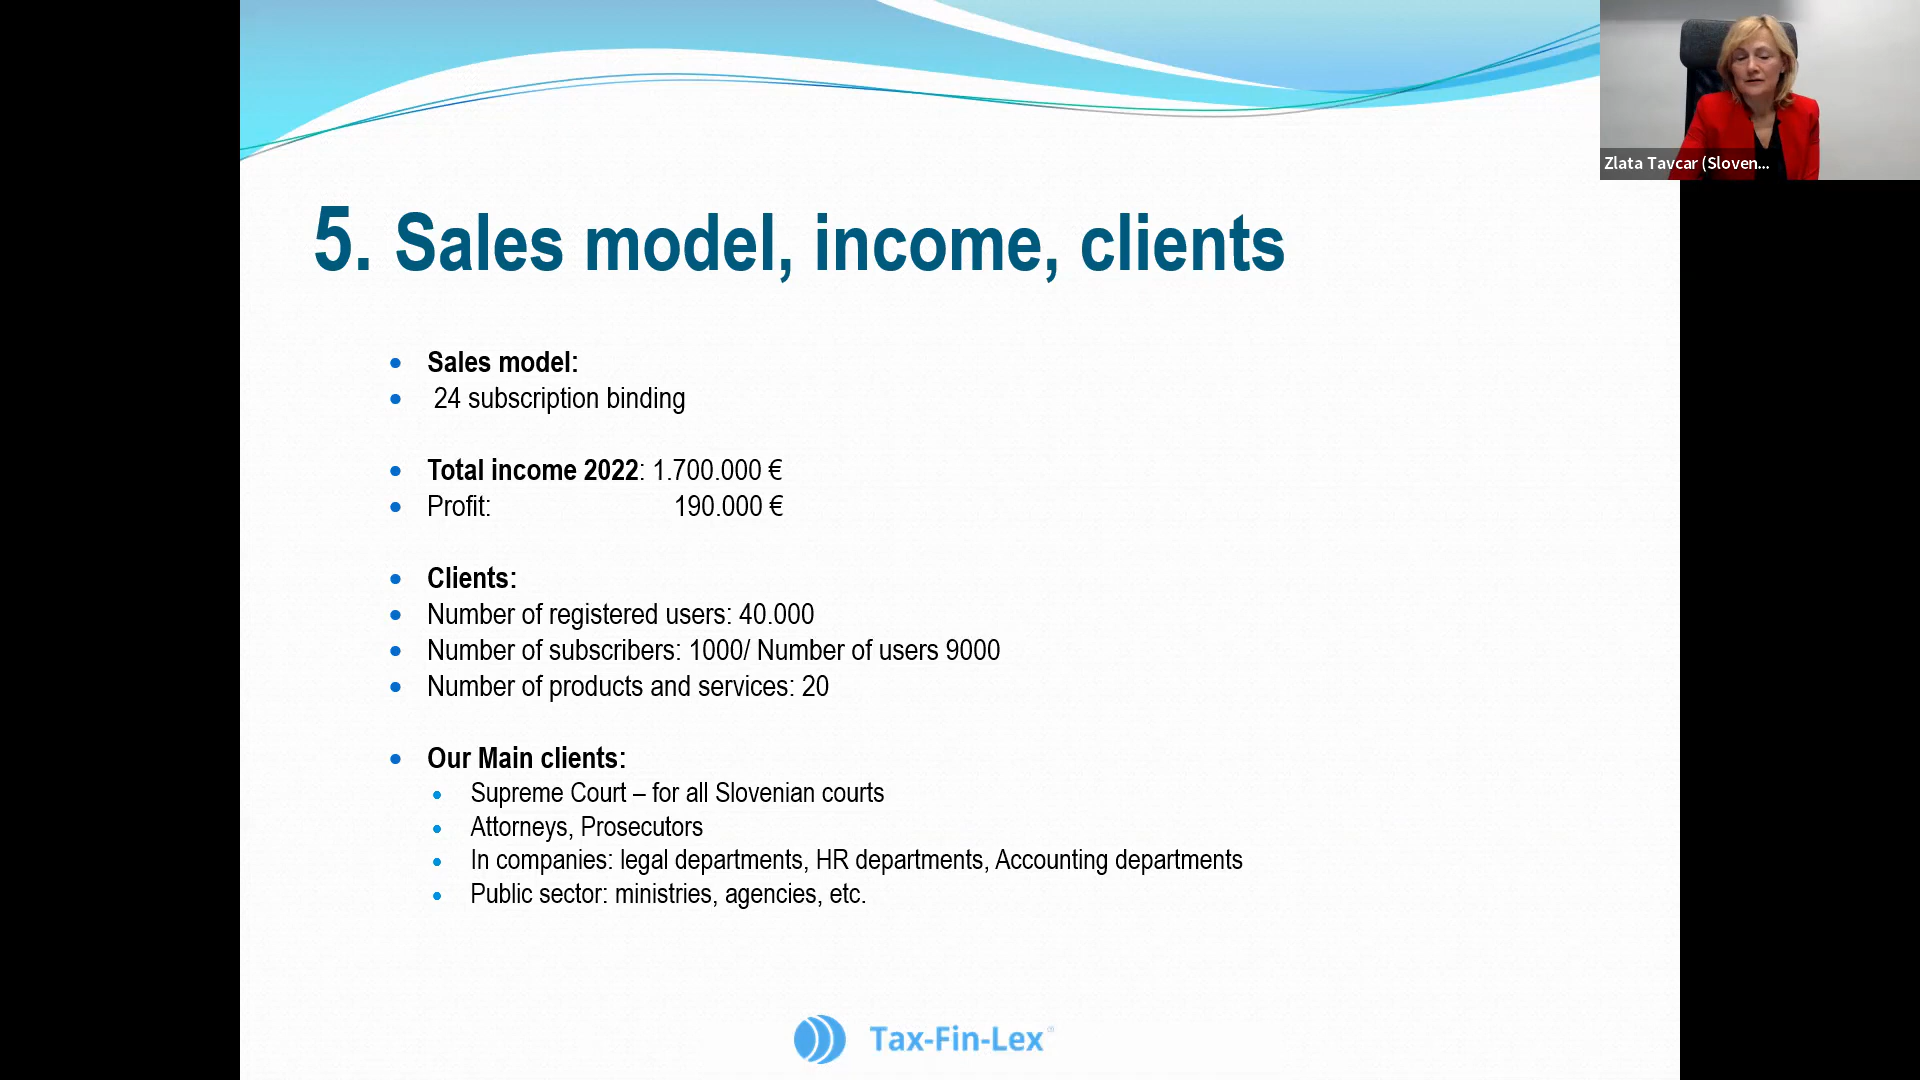 Zlata Tavcar (Sloven...
5. Sales model, income, clients
Sales model:
24 subscription binding
Total income 2022: 1.700.000 €
Profit: 190.000 €
Clients:
Number of registered users: 40.000
Number of subscribers: 1000/ Number of users 9000
Number of products and services: 20
Our Main clients:
Supreme Court – for all Slovenian courts
Attorneys, Prosecutors
In companies: legal departments, HR departments, Accounting departments
Public sector: ministries, agencies, etc.
Tax-Fin-Lex